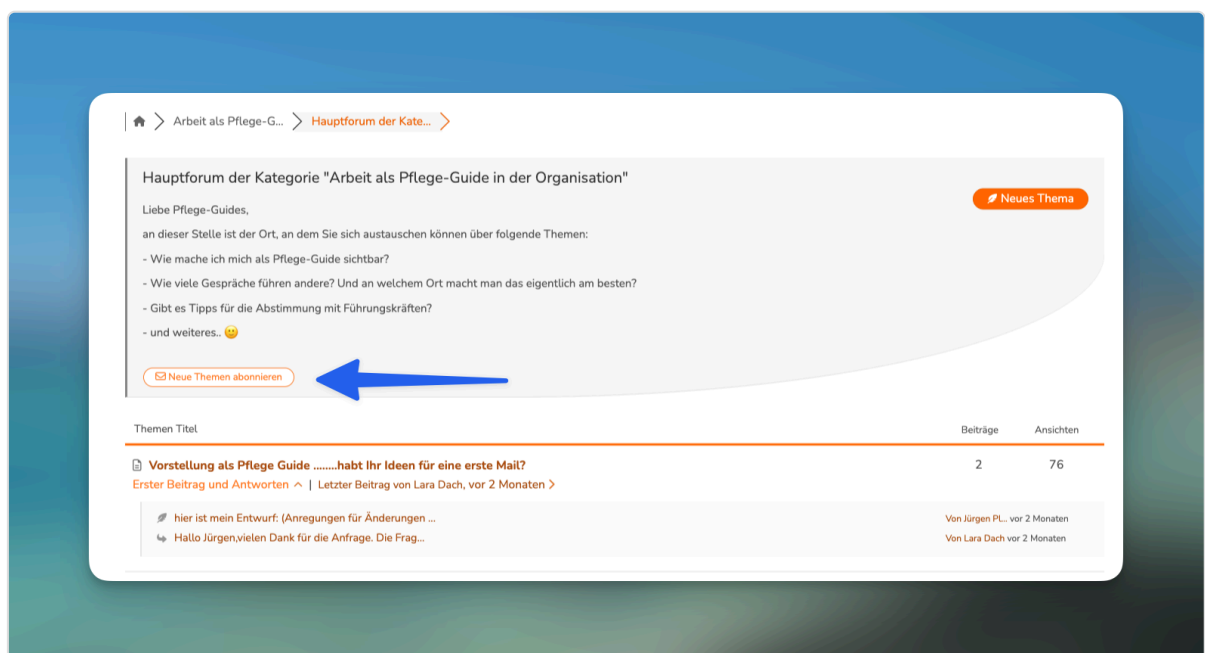 Arbeit als Pflege-G... Hauptforum der Kate...
Hauptforum der Kategorie "Arbeit als Pflege-Guide in der Organisation"
Neues Thema
Liebe Pflege-Guides,
an dieser Stelle ist der Ort, an dem Sie sich austauschen können über folgende Themen:
- Wie mache ich mich als Pflege-Guide sichtbar?
- Wie viele Gespräche führen andere? Und an welchem Ort macht man das eigentlich am besten?
- Gibt es Tipps für die Abstimmung mit Führungskräften?
- und weiteres.. 🙂
Neue Themen abonnieren
Themen Titel Beiträge Ansichten
Vorstellung als Pflege Guide ........habt Ihr Ideen für eine erste Mail? 2 76
Erster Beitrag und Antworten | Letzter Beitrag von Lara Dach, vor 2 Monaten
hier ist mein Entwurf: (Anregungen für Änderungen ... Von Jürgen Pl... vor 2 Monaten
Hallo Jürgen,vielen Dank für die Anfrage. Die Frag... Von Lara Dach vor 2 Monaten